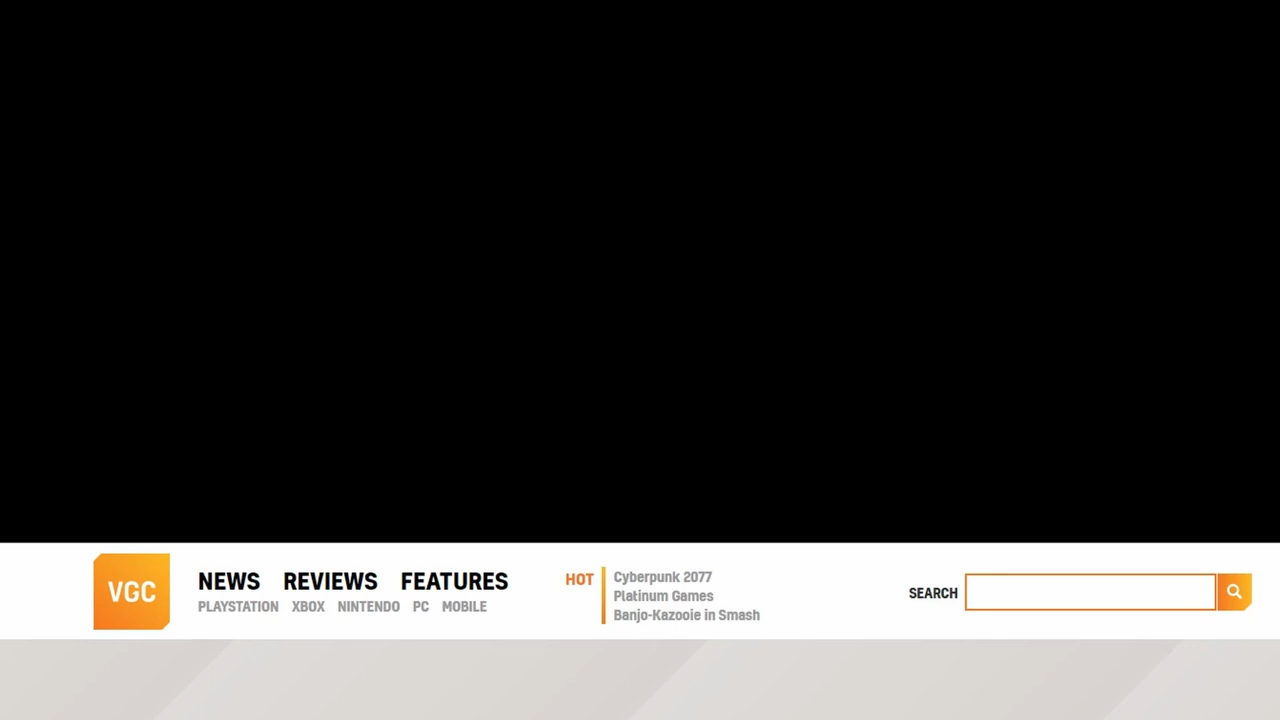 VGC
NEWS REVIEWS FEATURES
PLAYSTATION XBOX NINTENDO PC MOBILE
HOT
Cyberpunk 2077
Platinum Games
Banjo-Kazooie in Smash
SEARCH